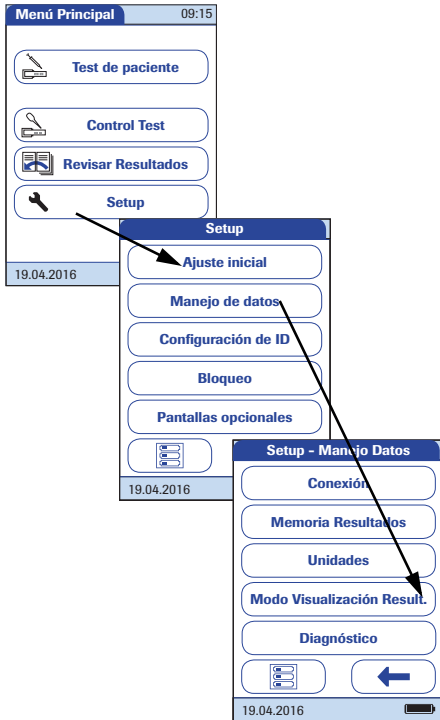 Menú Principal
09:15
Test de paciente
Control Test
Revisar Resultados
Setup
19.04.2016
Setup
Ajuste inicial
Manejo de datos
Configuración de ID
Bloqueo
Pantallas opcionales
19.04.2016
Setup - Manejo Datos
Conexión
Memoria Resultados
Unidades
Modo Visualización Result.
Diagnóstico
19.04.2016